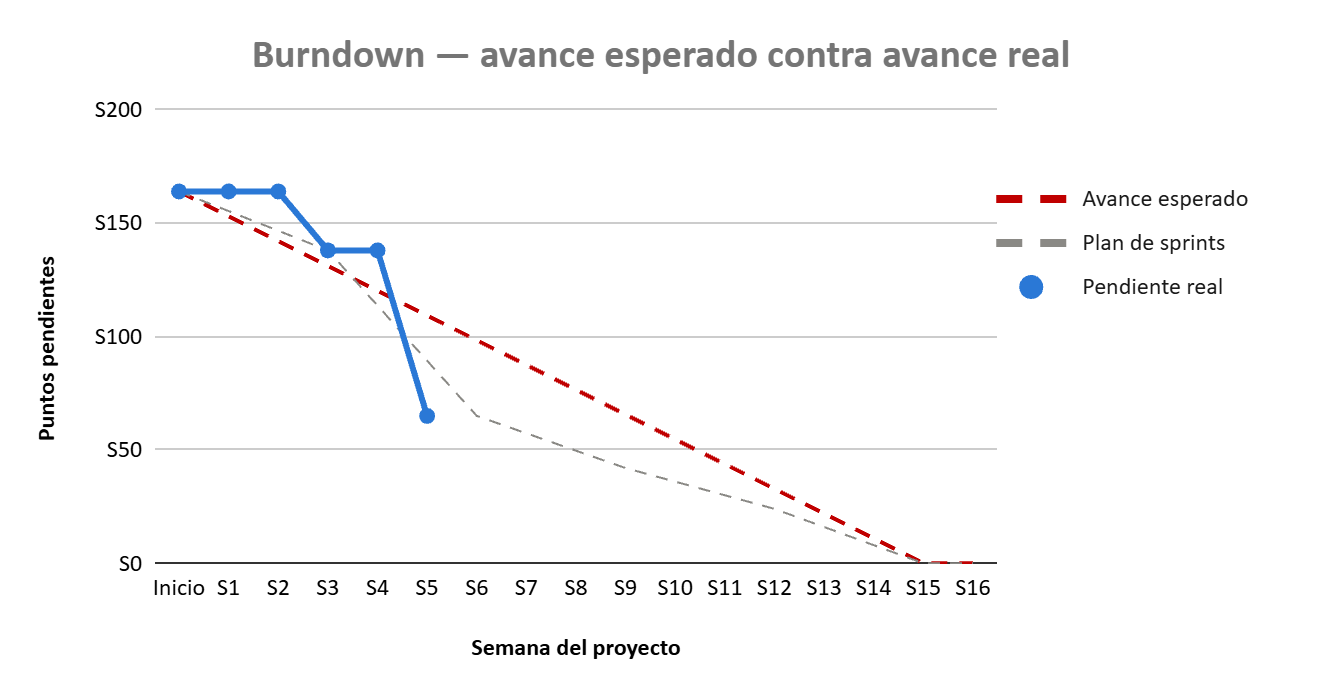 Burndown — avance esperado contra avance real
S200
S150
S100
S50
S0
Puntos pendientes
Inicio S1 S2 S3 S4 S5 S6 S7 S8 S9 S10 S11 S12 S13 S14 S15 S16
Semana del proyecto
Avance esperado
Plan de sprints
Pendiente real